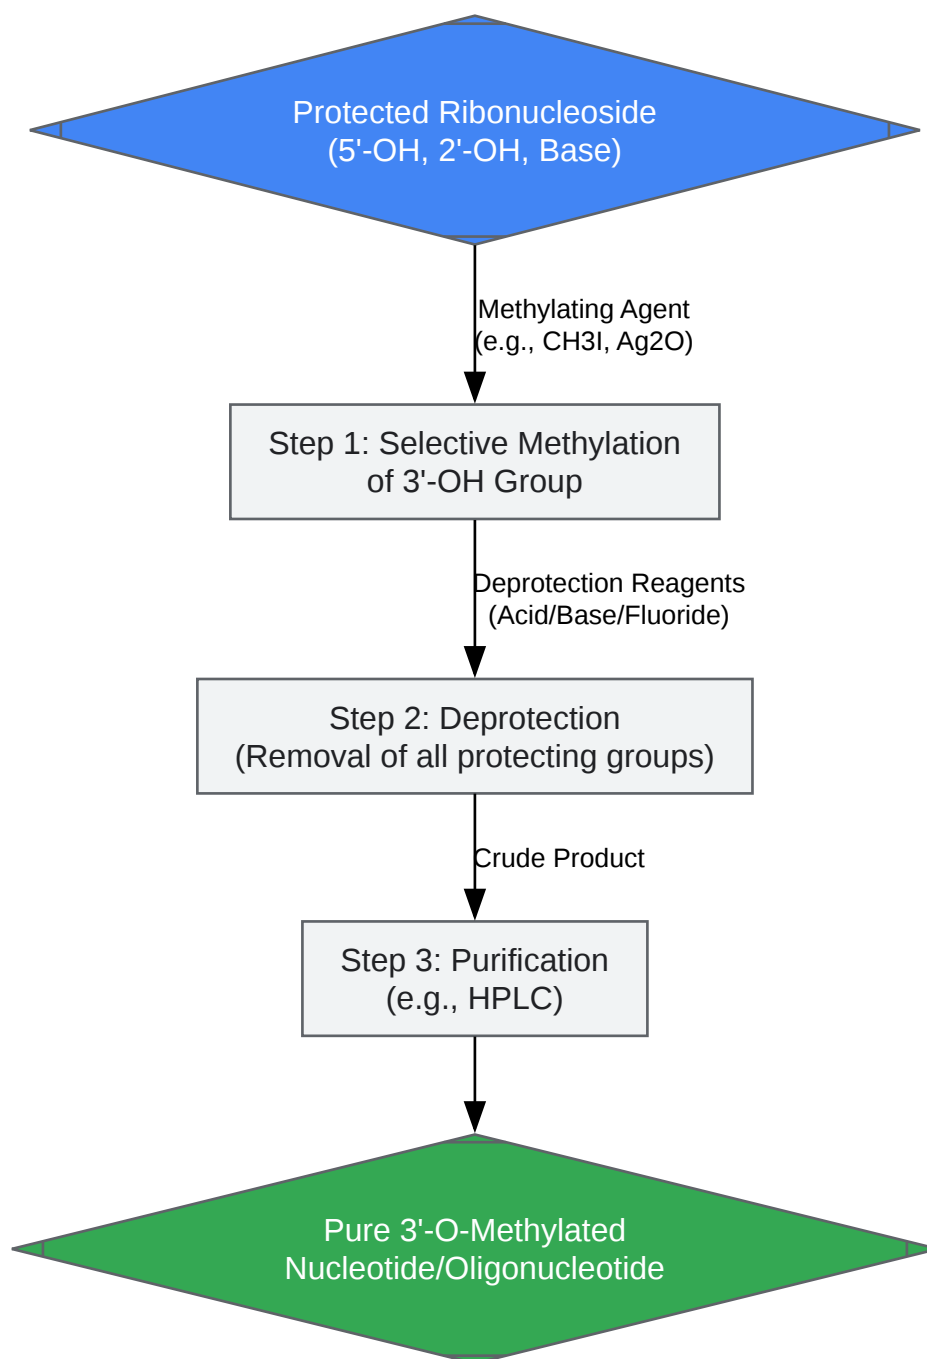 Protected Ribonucleoside
(5'-OH, 2'-OH, Base)
Methylating Agent
(e.g., CH3I, Ag2O)
Step 1: Selective Methylation
of 3'-OH Group
Deprotection Reagents
(Acid/Base/Fluoride)
Step 2: Deprotection
(Removal of all protecting groups)
Crude Product
Step 3: Purification
(e.g., HPLC)
Pure 3'-O-Methylated
Nucleotide/Oligonucleotide